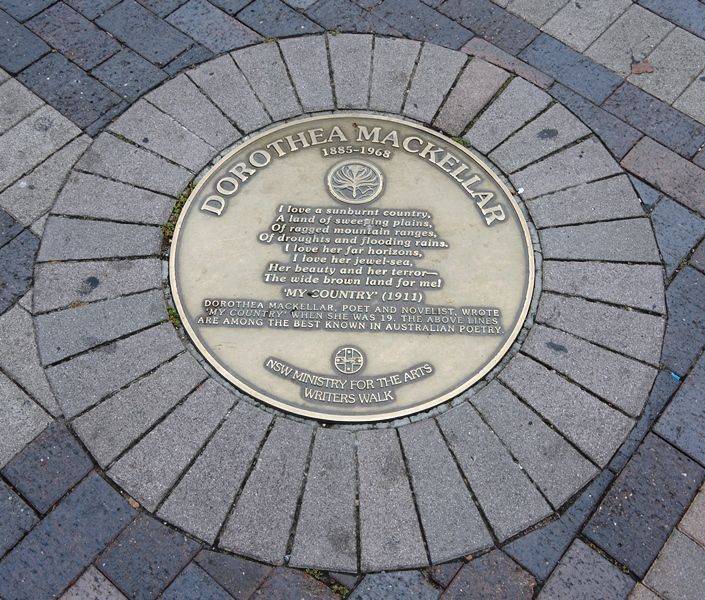 DOROTHEA MACKELLAR
1885-1968
I love a sunburnt country,
A land of sweeping plains,
Of ragged mountain ranges,
Of droughts and flooding rains.
I love her far horizons,
I love her jewel-sea,
Her beauty and her terror—
The wide brown land for me!
'MY COUNTRY' (1911)
DOROTHEA MACKELLAR, POET AND NOVELIST, WROTE
'MY COUNTRY' WHEN SHE WAS 19. THE ABOVE LINES
ARE AMONG THE BEST KNOWN IN AUSTRALIAN POETRY.
NSW MINISTRY FOR THE ARTS
WRITERS WALK